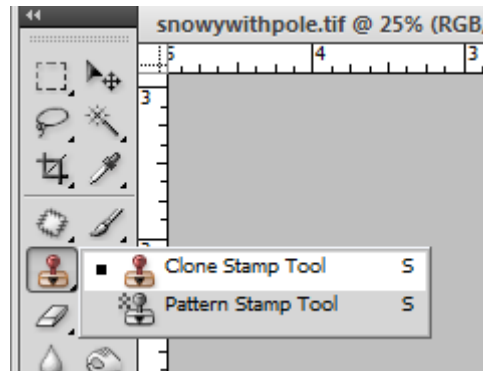 snowywithpole.tif @ 25% (RGB/
5 4 3
3
Clone Stamp Tool S
Pattern Stamp Tool S